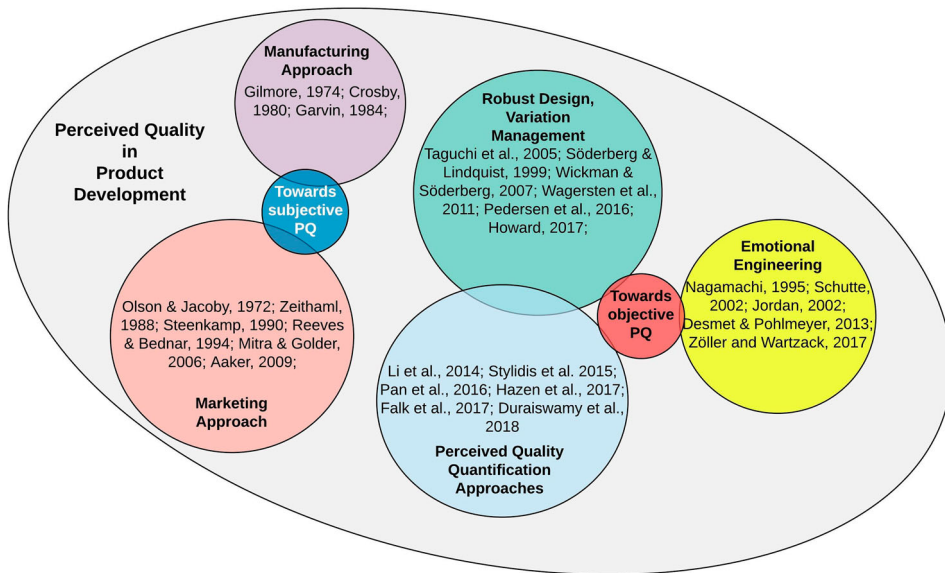 Manufacturing
Approach
Gilmore, 1974; Crosby,
1980; Garvin, 1984;
Perceived Quality
in
Product
Development
Towards
subjective
PQ
Olson & Jacoby, 1972; Zeithaml,
1988; Steenkamp, 1990; Reeves
& Bednar, 1994; Mitra & Golder,
2006; Aaker, 2009;
Marketing
Approach
Robust Design,
Variation
Management
Taguchi et al., 2005; Söderberg &
Lindquist, 1999; Wickman &
Söderberg, 2007; Wagersten et al.,
2011; Pedersen et al., 2016;
Howard, 2017;
Towards
objective
PQ
Emotional
Engineering
Nagamachi, 1995; Schutte,
2002; Jordan, 2002;
Desmet & Pohlmeyer, 2013;
Zöller and Wartzack, 2017
Li et al., 2014; Stylidis et al. 2015;
Pan et al., 2016; Hazen et al., 2017;
Falk et al., 2017; Duraiswamy et al.,
2018
Perceived Quality
Quantification
Approaches